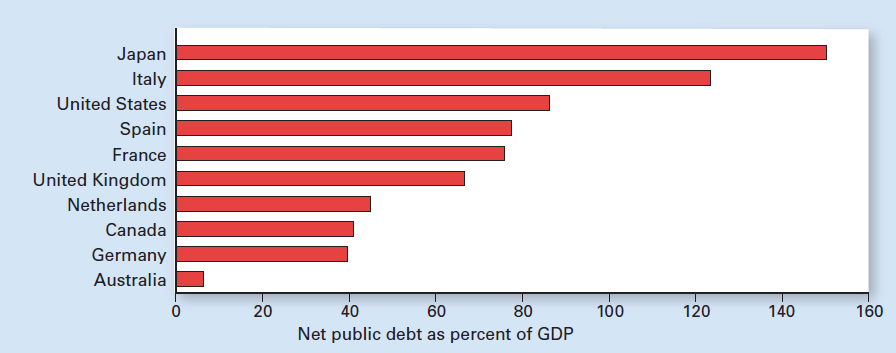 Japan
Italy
United States
Spain
France
United Kingdom
Netherlands
Canada
Germany
Australia
0 20 40 60 80 100 120 140 160
Net public debt as percent of GDP